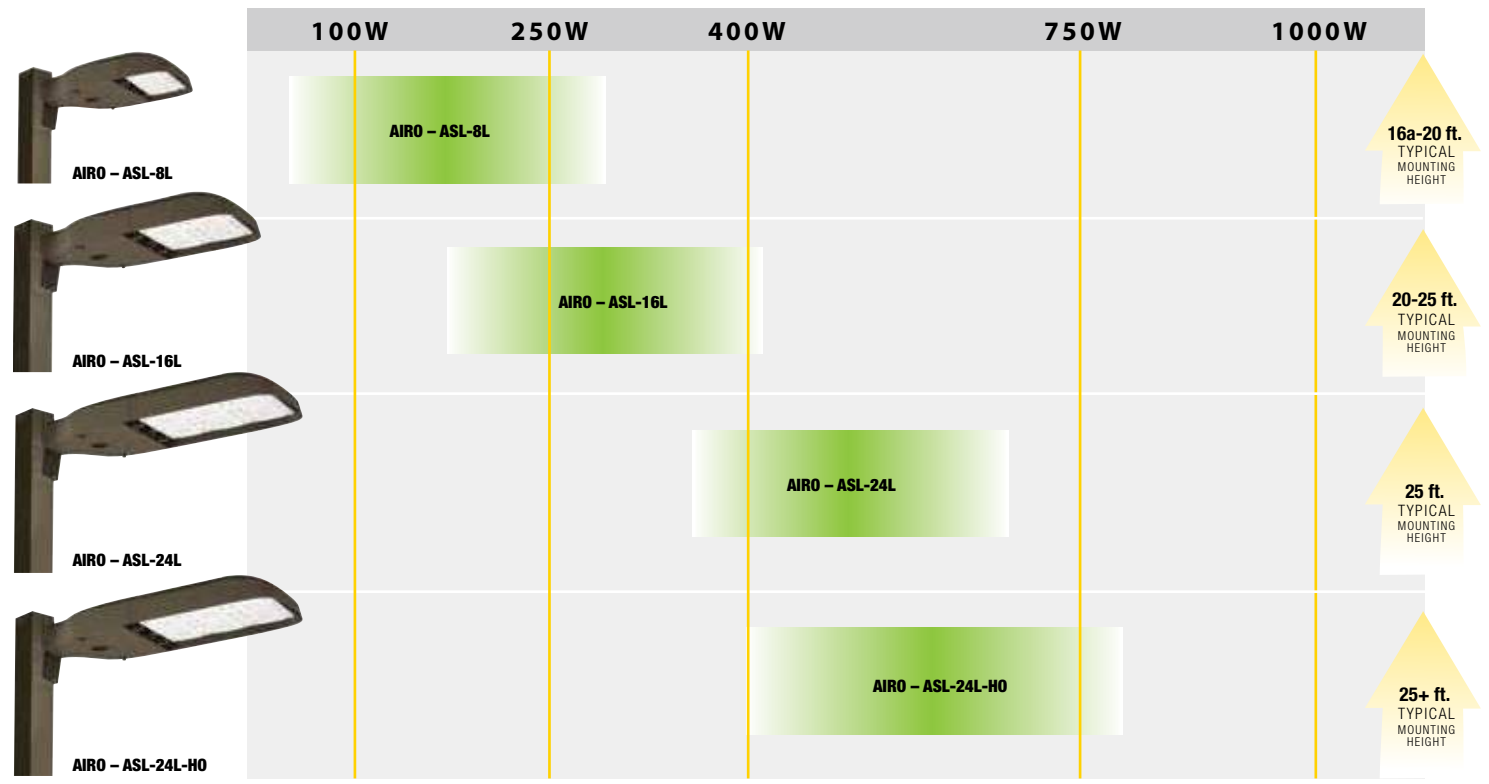 100W 250W 400W 750W 1000W
AIRO – ASL-8L
AIRO – ASL-8L
16a-20 ft.
TYPICAL
MOUNTING
HEIGHT
AIRO – ASL-16L
AIRO – ASL-16L
20-25 ft.
TYPICAL
MOUNTING
HEIGHT
AIRO – ASL-24L
AIRO – ASL-24L
25 ft.
TYPICAL
MOUNTING
HEIGHT
AIRO – ASL-24L-HO
AIRO – ASL-24L-HO
25+ ft.
TYPICAL
MOUNTING
HEIGHT